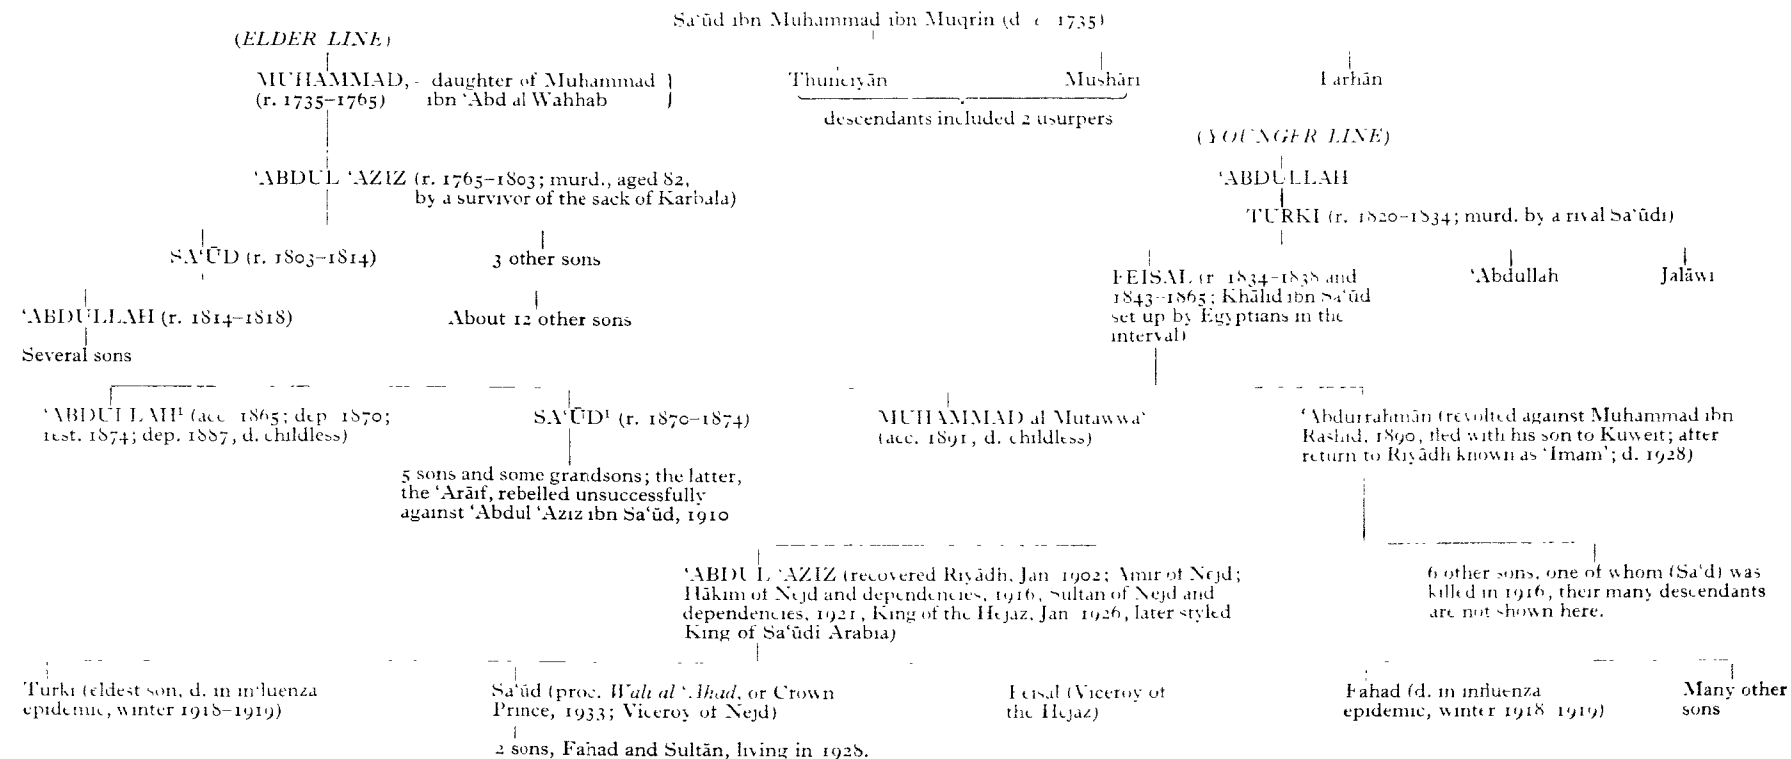 Sa‘ūd ibn Muhammad ibn Muqrin (d c 1735)
(ELDER LINE)
MUHAMMAD, - daughter of Muhammad
(r. 1735–1765) ibn ‘Abd al Wahhab
Thuneiyān
Mushāri
Farhān
descendants included 2 usurpers
(YOUNGER LINE)
‘ABDUL ‘AZIZ (r. 1765–1803; murd., aged 82,
by a survivor of the sack of Karbala)
‘ABDULLAH
TURKI (r. 1820–1834; murd. by a rival Sa‘ūdi)
SA‘ŪD (r. 1803–1814)
3 other sons
FEISAL (r 1834–1838 and
1843–1865; Khālid ibn Sa‘ūd
set up by Egyptians in the
interval)
‘Abdullah
Jalāwi
‘ABDULLAH (r. 1814–1818)
About 12 other sons
Several sons
‘ABDULLAH¹ (acc 1865; dep 1870;
rest. 1874; dep. 1887, d. childless)
SA‘ŪD¹ (r. 1870–1874)
MUHAMMAD al Mutawwa‘
(acc. 1891, d. childless)
‘Abdurrahmān (revolted against Muhammad ibn
Rashid, 1890, fled with his son to Kuweit; after
return to Riyādh known as ‘Imam’; d. 1928)
5 sons and some grandsons; the latter,
the ‘Arāif, rebelled unsuccessfully
against ‘Abdul ‘Aziz ibn Sa‘ūd, 1910
‘ABDUL ‘AZIZ (recovered Riyādh, Jan 1902; Amir of Nejd;
Hākim of Nejd and dependencies, 1916, Sultan of Nejd and
dependencies, 1921, King of the Hejaz, Jan 1926, later styled
King of Sa‘ūdi Arabia)
6 other sons, one of whom (Sa‘d) was
killed in 1916, their many descendants
are not shown here.
Turki (eldest son, d. in influenza
epidemic, winter 1918–1919)
Sa‘ūd (proc. Wali al ‘Ahad, or Crown
Prince, 1933; Viceroy of Nejd)
Feisal (Viceroy of
the Hejaz)
Fahad (d. in influenza
epidemic, winter 1918 1919)
Many other
sons
2 sons, Fahad and Sultān, living in 1928.